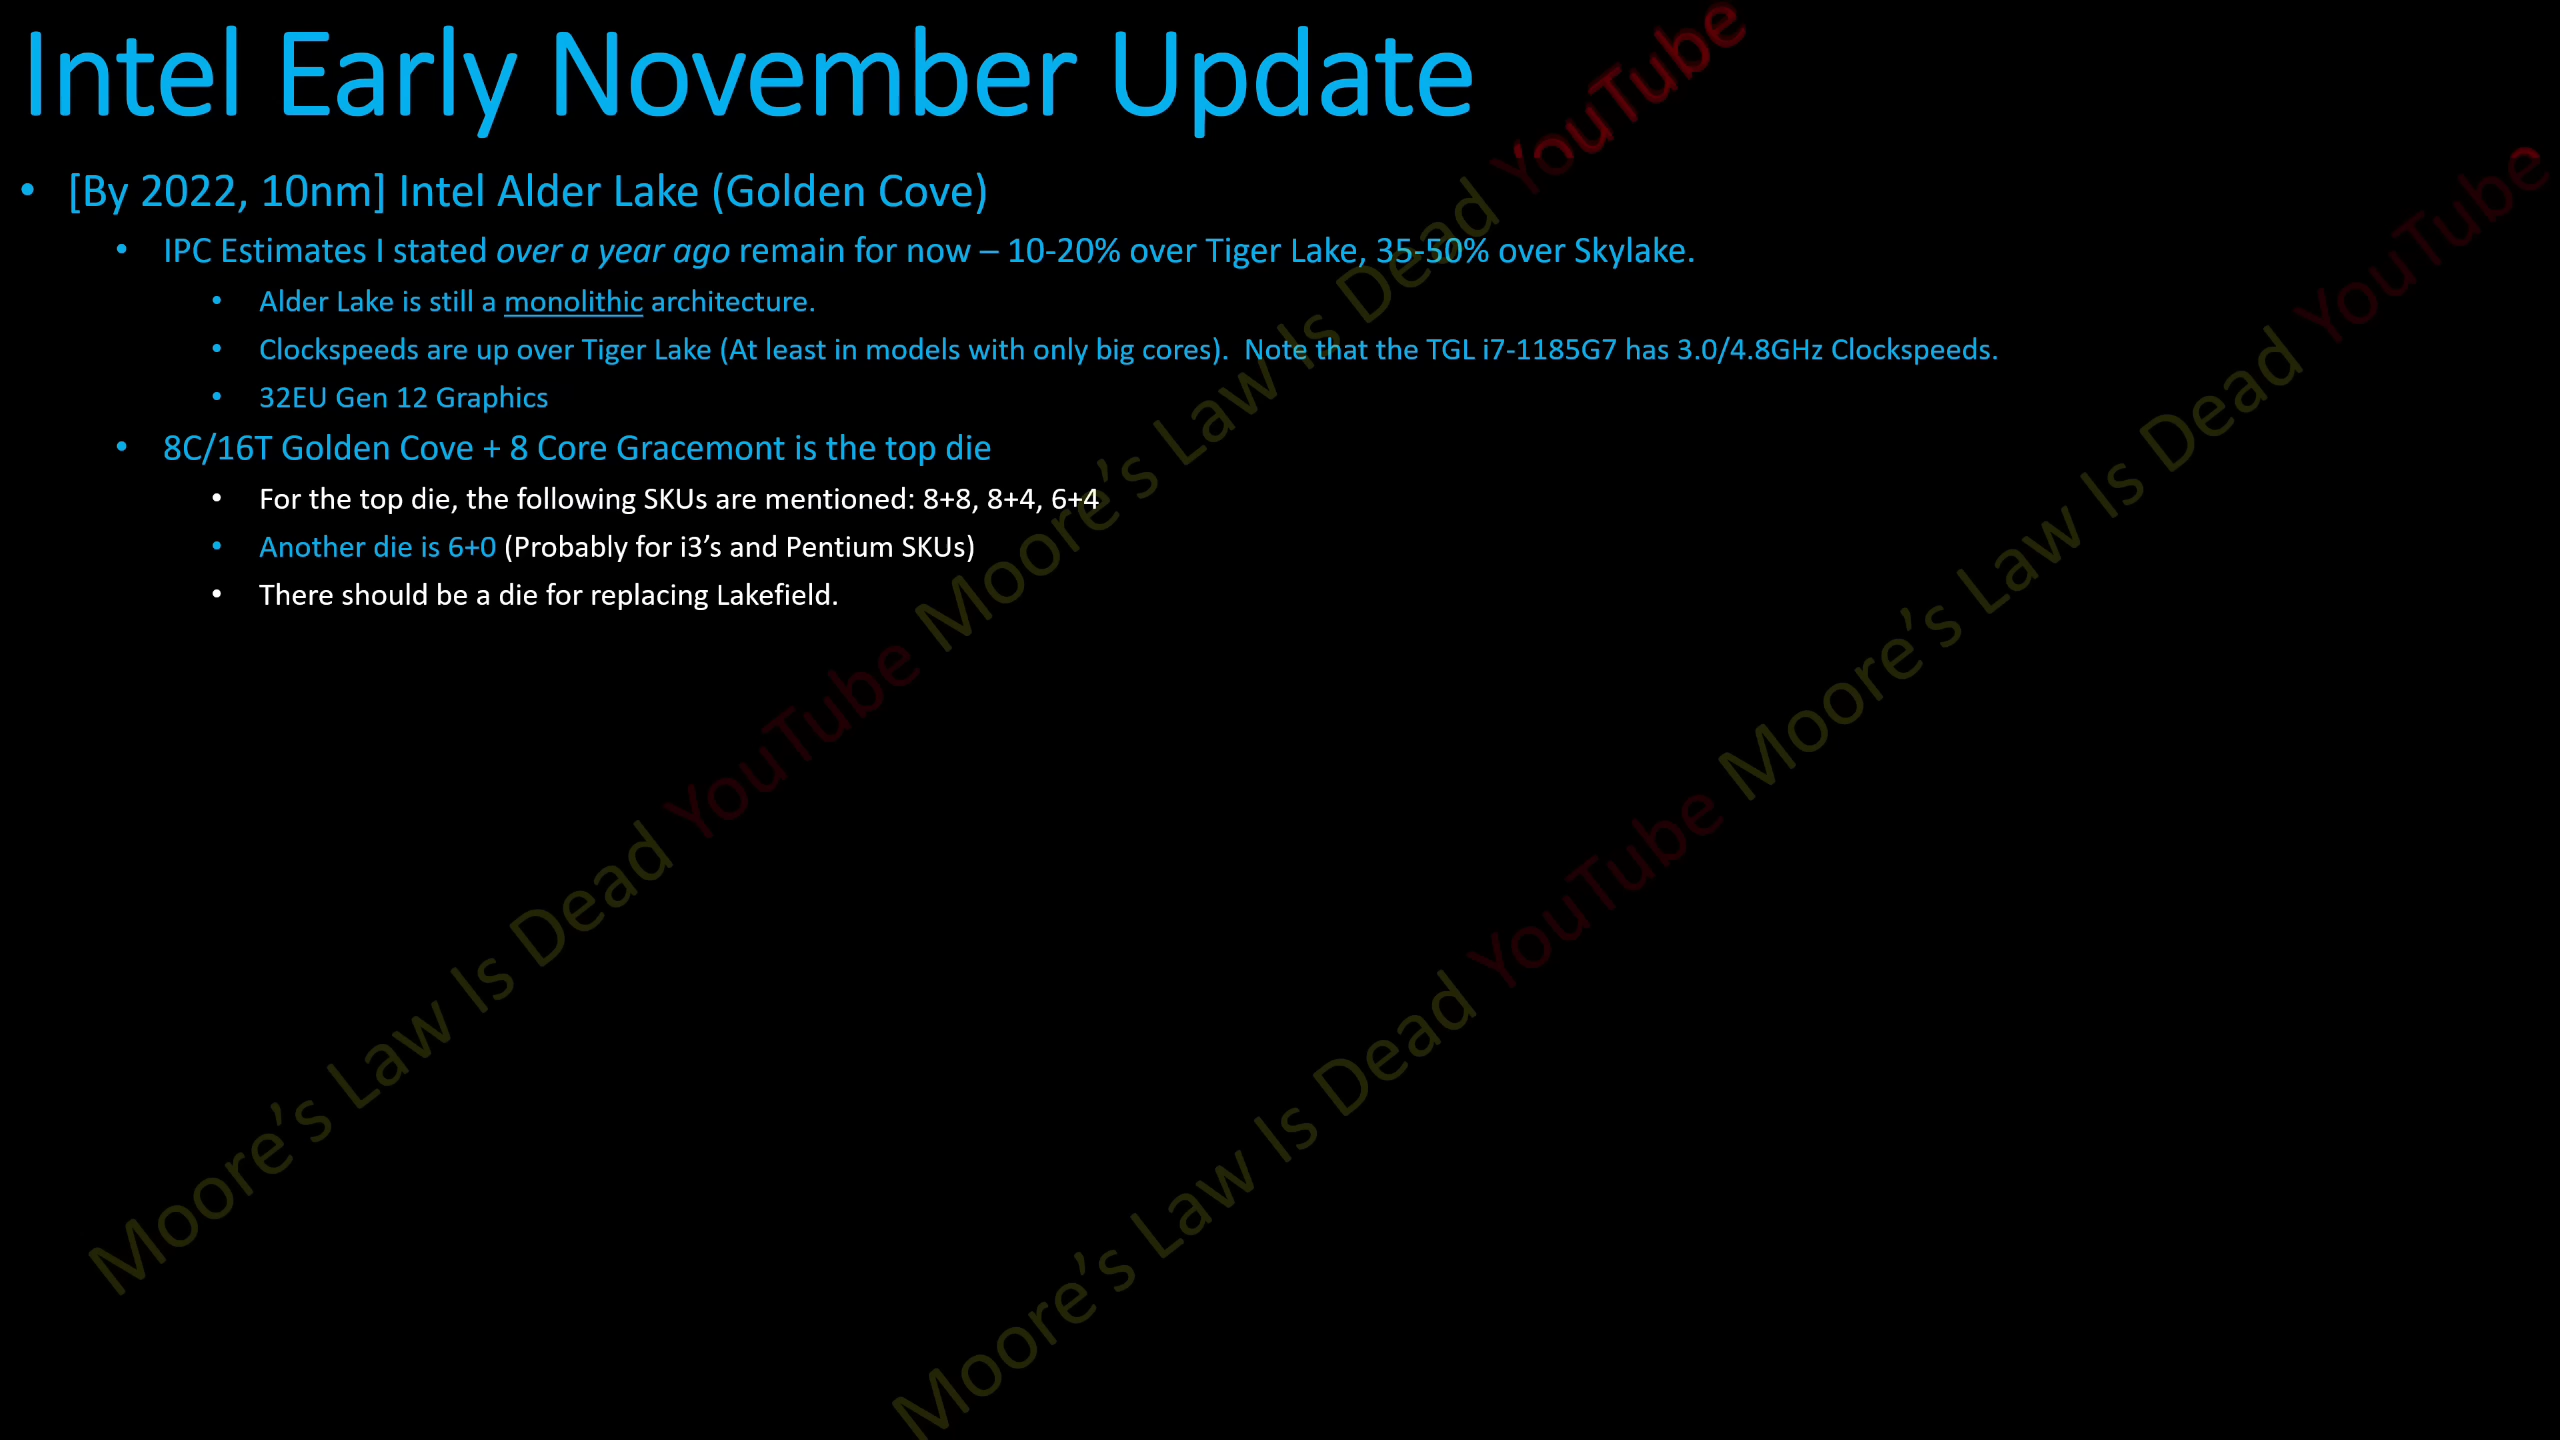 Intel Early November Update
• [By 2022, 10nm] Intel Alder Lake (Golden Cove)
• IPC Estimates I stated over a year ago remain for now – 10-20% over Tiger Lake, 35-50% over Skylake.
• Alder Lake is still a monolithic architecture.
• Clockspeeds are up over Tiger Lake (At least in models with only big cores).  Note that the TGL i7-1185G7 has 3.0/4.8GHz Clockspeeds.
• 32EU Gen 12 Graphics
• 8C/16T Golden Cove + 8 Core Gracemont is the top die
• For the top die, the following SKUs are mentioned: 8+8, 8+4, 6+4
• Another die is 6+0 (Probably for i3’s and Pentium SKUs)
• There should be a die for replacing Lakefield.
Moore’s Law Is Dead YouTube Moore’s Law Is Dead YouTube
Moore’s Law Is Dead YouTube Moore’s Law Is Dead YouTube